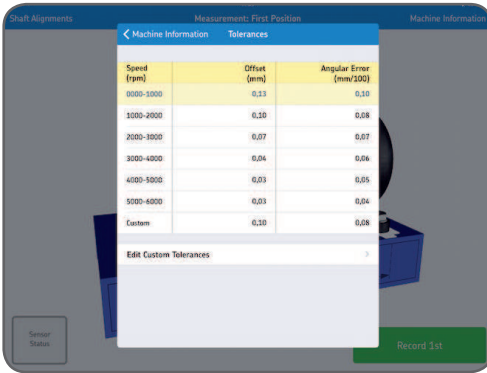 Shaft Alignments Measurement: First Position Machine Information
Machine Information Tolerances
Speed (rpm) Offset (mm) Angular Error (mm/100)
0000-1000 0,13 0,10
1000-2000 0,10 0,08
2000-3000 0,07 0,07
3000-4000 0,04 0,06
4000-5000 0,03 0,05
5000-6000 0,03 0,04
Custom 0,10 0,08
Edit Custom Tolerances
Sensor
Status
Record 1st